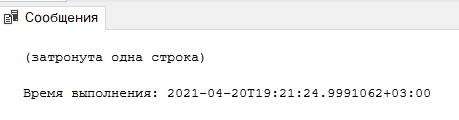 Сообщения
(затронута одна строка)
Время выполнения: 2021-04-20T19:21:24.9991062+03:00